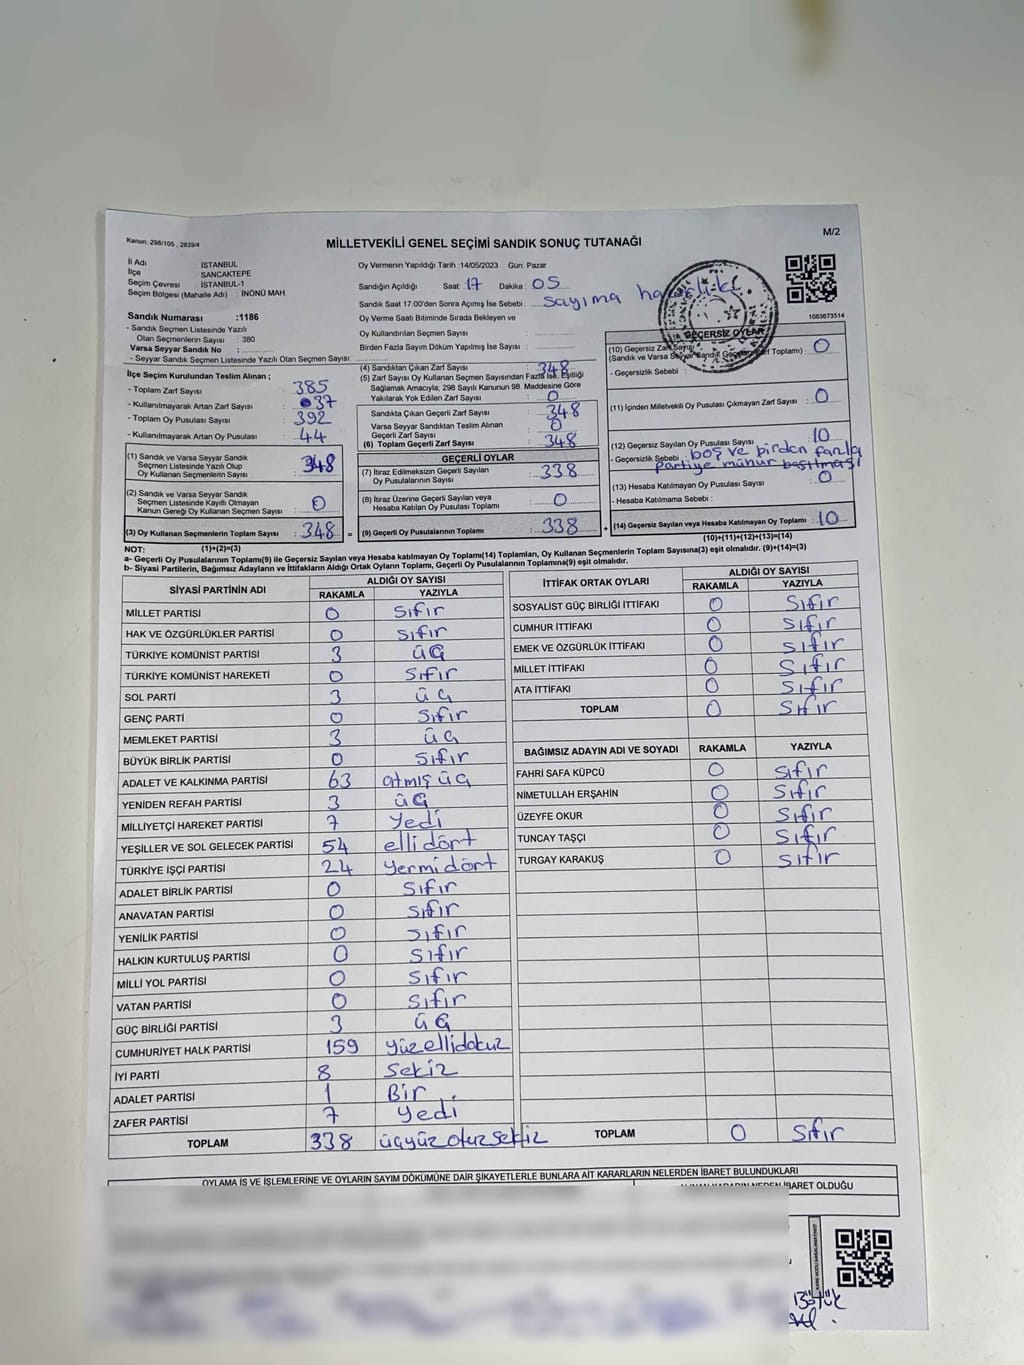 Kanun, 298/105 , 2839/4
M/2
MİLLETVEKİLİ GENEL SEÇİMİ SANDIK SONUÇ TUTANAĞI
İl Adı İSTANBUL
İlçe SANCAKTEPE
Seçim Çevresi : İSTANBUL-1
Seçim Bölgesi (Mahalle Adı) : İNÖNÜ MAH.
Sandık Numarası :1186
- Sandık Seçmen Listesinde Yazılı
Olan Seçmenlerin Sayısı : 380
Varsa Seyyar Sandık No :
- Seyyar Sandık Seçmen Listesinde Yazılı Olan Seçmen Sayısı
Oy Vermenin Yapıldığı Tarih :14/05/2023 Gün: Pazar
Sandığın Açıldığı Saat: 17 Dakika: 05
Sandık Saat 17.00'den Sonra Açılmış İse Sebebi : Sayıma
Oy Verme Saati Bitiminde Sırada Bekleyen ve
Oy Kullandırılan Seçmen Sayısı :
Birden Fazla Sayım Döküm Yapılmış İse Sayısı :
1083673514
İlçe Seçim Kurulundan Teslim Alınan ;
- Toplam Zarf Sayısı : 385
- Kullanılmayarak Artan Zarf Sayısı : 37
- Toplam Oy Pusulası Sayısı : 392
- Kullanılmayarak Artan Oy Pusulası : 44
(1) Sandık ve Varsa Seyyar Sandık
Seçmen Listesinde Yazılı Olup
Oy Kullanan Seçmenlerin Sayısı : 348
(2) Sandık ve Varsa Seyyar Sandık
Seçmen Listesinde Kayıtlı Olmayan
Kanun Gereği Oy Kullanan Seçmen Sayısı : 0
(3) Oy Kullanan Seçmenlerin Toplam Sayısı : 348 =
(4) Sandıktan Çıkan Zarf Sayısı : 348
(5) Zarf Sayısı Oy Kullanan Seçmen Sayısından Fazla İse, Eşitliği
Sağlamak Amacıyla, 298 Sayılı Kanunun 98. Maddesine Göre
Yakılarak Yok Edilen Zarf Sayısı : 0
Sandıkta Çıkan Geçerli Zarf Sayısı : 348
Varsa Seyyar Sandıktan Teslim Alınan
Geçerli Zarf Sayısı : 0
(6) Toplam Geçerli Zarf Sayısı : 348
GEÇERLİ OYLAR
(7) İtiraz Edilmeksizin Geçerli Sayılan
Oy Pusulalarının Sayısı : 338
(8) İtiraz Üzerine Geçerli Sayılan veya
Hesaba Katılan Oy Pusulası Toplamı : 0
(9) Geçerli Oy Pusulalarının Toplamı : 338 +
GEÇERSİZ OYLAR
(10) Geçersiz Zarf Sayısı
(Sandık ve Varsa Seyyar Sandık Geçersiz Zarf Toplamı) : 0
- Geçersizlik Sebebi :
(11) İçinden Milletvekili Oy Pusulası Çıkmayan Zarf Sayısı : 0
(12) Geçersiz Sayılan Oy Pusulası Sayısı : 10
- Geçersizlik Sebebi : boş ve birden fazla
partiye mühür basılması
(13) Hesaba Katılmayan Oy Pusulası Sayısı : 0
- Hesaba Katılmama Sebebi :
(14) Geçersiz Sayılan veya Hesaba Katılmayan Oy Toplamı : 10
NOT: (1)+(2)=(3)
(10)+(11)+(12)+(13)=(14)
a- Geçerli Oy Pusulalarının Toplamı(9) ile Geçersiz Sayılan veya Hesaba katılmayan Oy Toplam(14) Toplamları, Oy Kullanan Seçmenlerin Toplam Sayısına(3) eşit olmalıdır. (9)+(14)=(3)
b- Siyasi Partilerin, Bağımsız Adayların ve İttifakların Aldığı Oyların Toplamı, Geçerli Oy Pusulalarının Toplamına(9) eşit olmalıdır.
SİYASİ PARTİNİN ADI ALDIĞI OY SAYISI
RAKAMLA YAZIYLA
MİLLET PARTİSİ 0 Sıfır
HAK VE ÖZGÜRLÜKLER PARTİSİ 0 Sıfır
TÜRKİYE KOMÜNİST PARTİSİ 3 üç
TÜRKİYE KOMÜNİST HAREKETİ 0 Sıfır
SOL PARTİ 3 üç
GENÇ PARTİ 0 Sıfır
MEMLEKET PARTİSİ 3 üç
BÜYÜK BİRLİK PARTİSİ 0 Sıfır
ADALET VE KALKINMA PARTİSİ 63 atmış üç
YENİDEN REFAH PARTİSİ 3 üç
MİLLİYETÇİ HAREKET PARTİSİ 7 Yedi
YEŞİLLER VE SOL GELECEK PARTİSİ 54 elli dört
TÜRKİYE İŞÇİ PARTİSİ 24 Yermi dört
ADALET BİRLİK PARTİSİ 0 Sıfır
ANAVATAN PARTİSİ 0 Sıfır
YENİLİK PARTİSİ 0 Sıfır
HALKIN KURTULUŞ PARTİSİ 0 Sıfır
MİLLİ YOL PARTİSİ 0 Sıfır
VATAN PARTİSİ 0 Sıfır
GÜÇ BİRLİĞİ PARTİSİ 3 üç
CUMHURİYET HALK PARTİSİ 159 Yüz ellidokuz
İYİ PARTİ 8 Sekiz
ADALET PARTİSİ 1 Bir
ZAFER PARTİSİ 7 Yedi
TOPLAM 338 üçyüz otuz sekiz
İTTİFAK ORTAK OYLARI ALDIĞI OY SAYISI
RAKAMLA YAZIYLA
SOSYALİST GÜÇ BİRLİĞİ İTTİFAKI 0 Sıfır
CUMHUR İTTİFAKI 0 Sıfır
EMEK VE ÖZGÜRLÜK İTTİFAKI 0 Sıfır
MİLLET İTTİFAKI 0 Sıfır
ATA İTTİFAKI 0 Sıfır
TOPLAM 0 Sıfır
BAĞIMSIZ ADAYIN ADI VE SOYADI RAKAMLA YAZIYLA
FAHRİ SAFA KÜPCÜ 0 Sıfır
NİMETULLAH ERŞAHİN 0 Sıfır
ÜZEYFE OKUR 0 Sıfır
TUNCAY TAŞÇI 0 Sıfır
TURGAY KARAKUŞ 0 Sıfır
TOPLAM 0 Sıfır
OYLAMA İŞ VE İŞLEMLERİNE VE OYLARIN SAYIM DÖKÜMÜNE DAİR ŞİKAYETLERLE BUNLARA AİT KARARLARIN NELERDEN İBARET BULUNDUKLARI
İBARET OLDUĞU